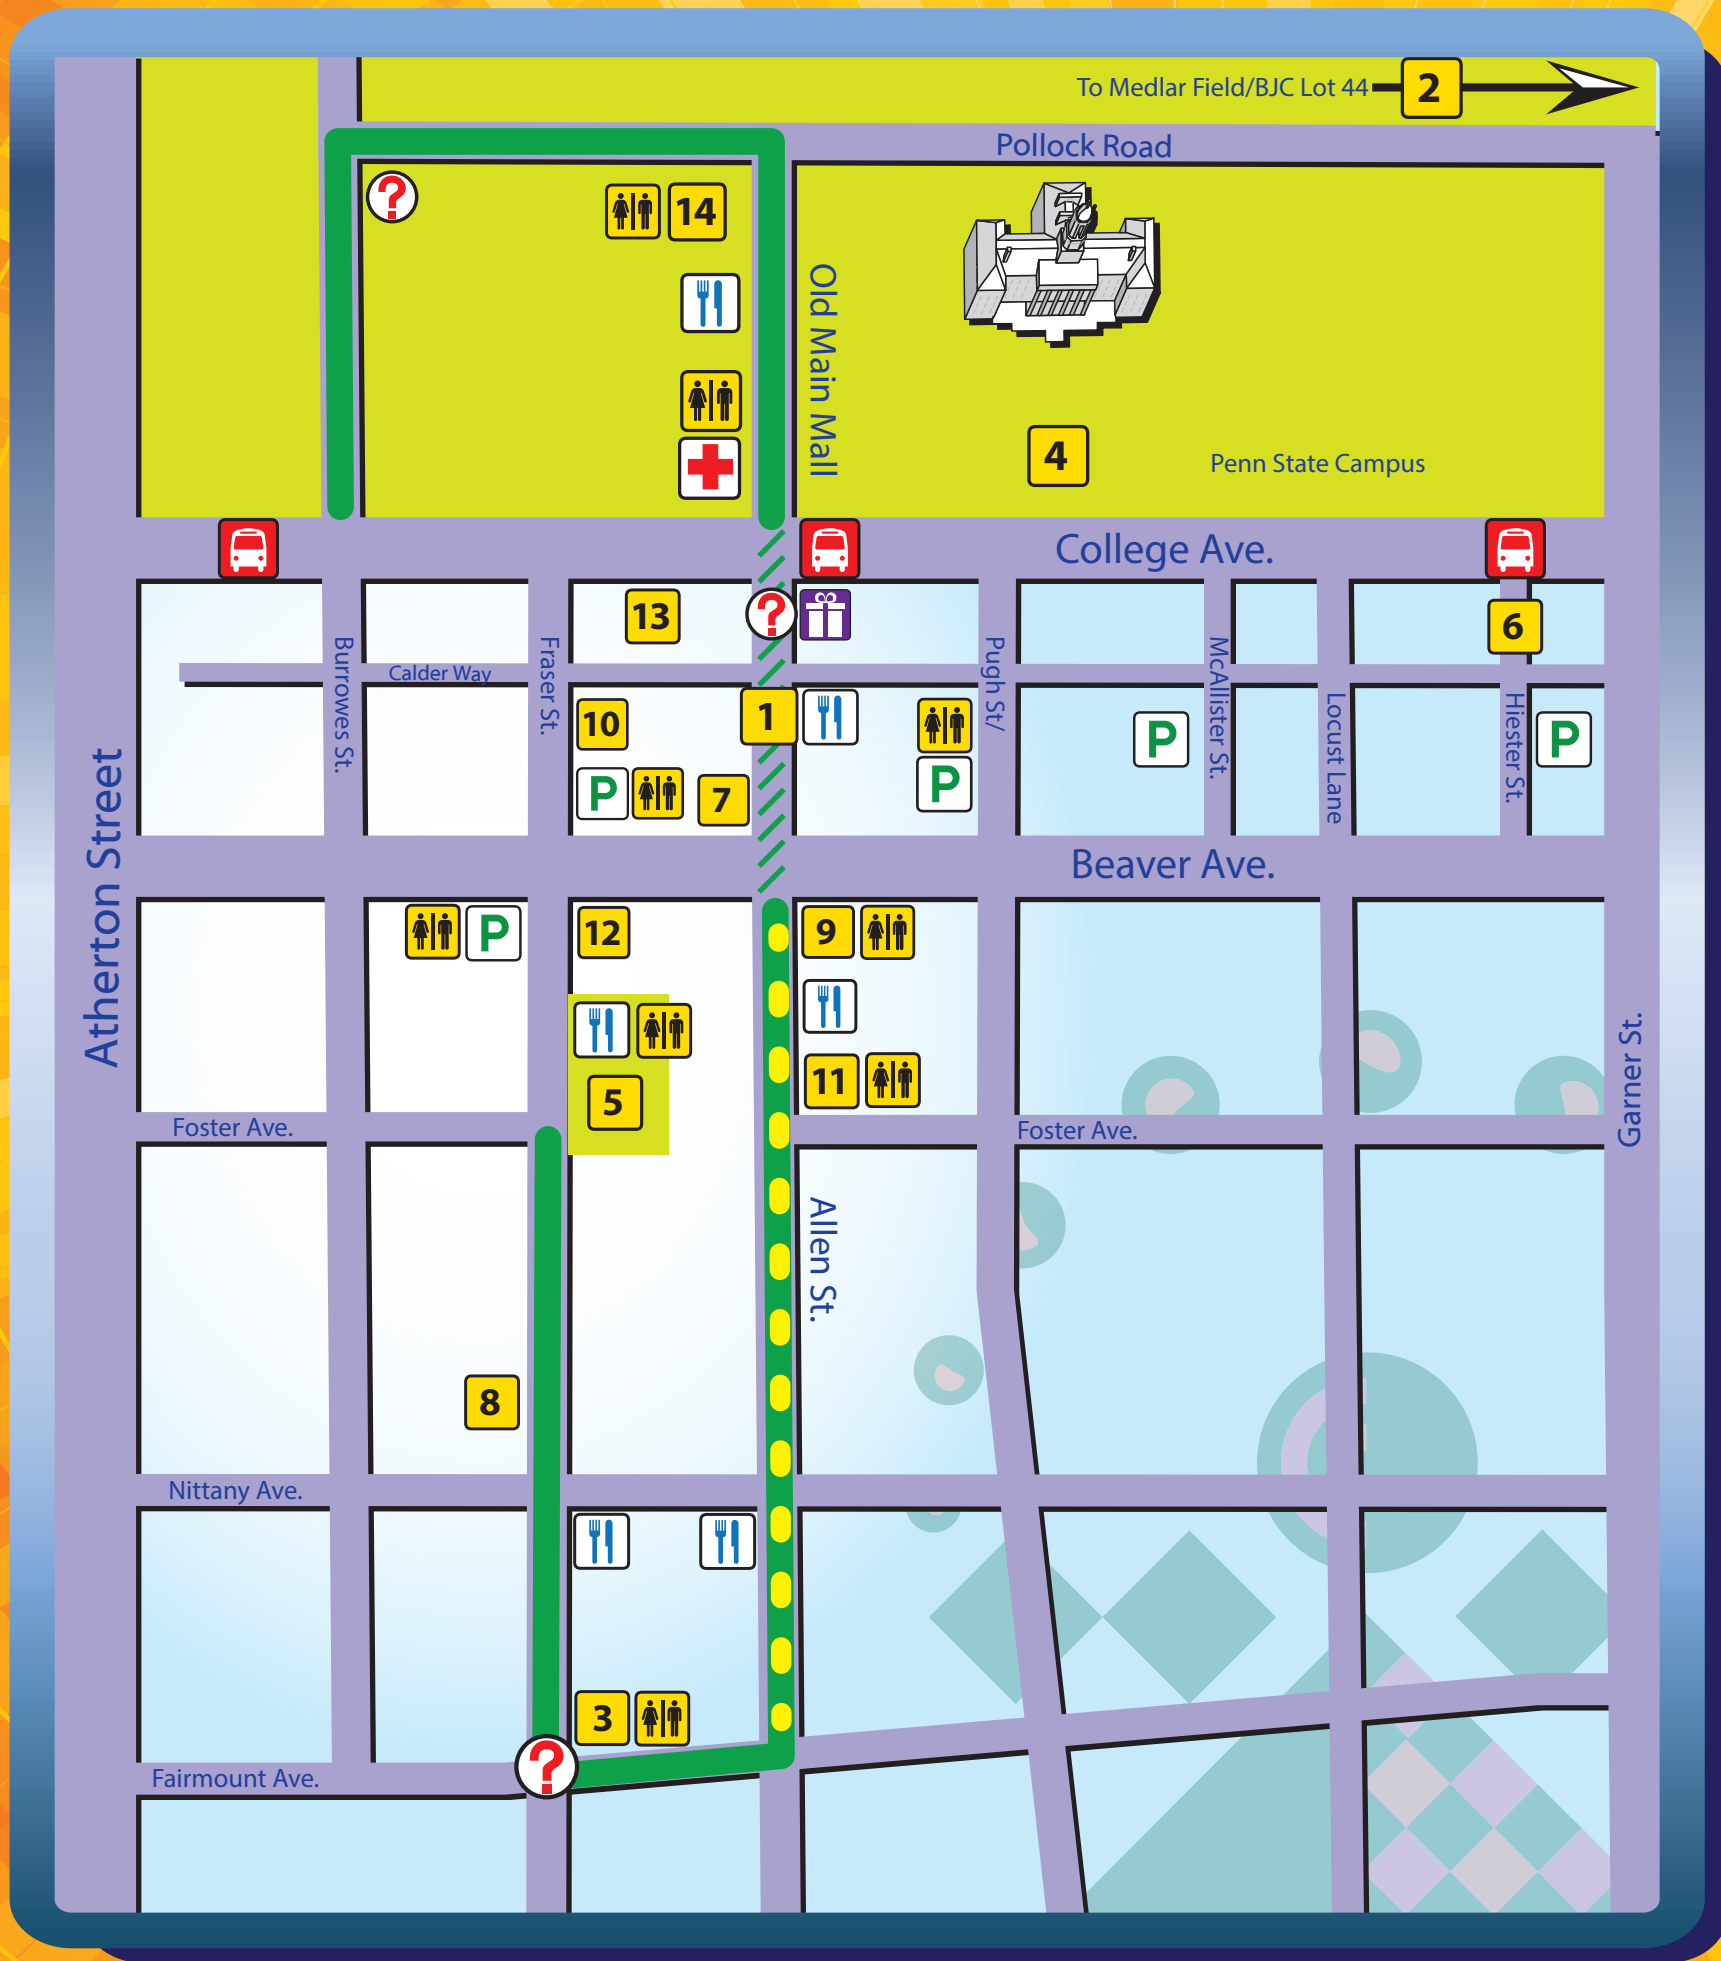 To Medlar Field/BJC Lot 44
2
Pollock Road
?
14
Old Main Mall
4
Penn State Campus
College Ave.
13
?
6
Burrowes St.
Fraser St.
Calder Way
Pugh St/
McAllister St.
Locust Lane
Hiester St.
10
1
P
P
P
7
P
Atherton Street
Beaver Ave.
P
12
9
11
5
Garner St.
Foster Ave.
Foster Ave.
Allen St.
8
Nittany Ave.
3
?
Fairmount Ave.